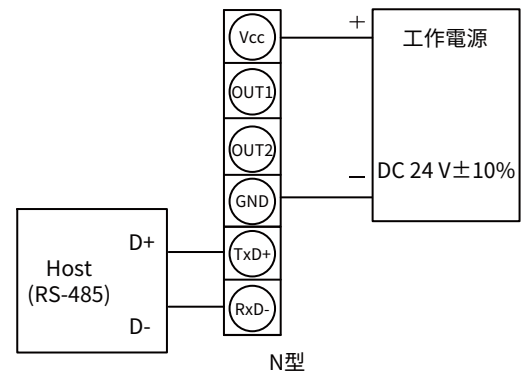 Vcc
OUT1
OUT2
GND
TxD+
RxD-
+
工作電源
DC 24 V±10%
−
D+
Host
(RS-485)
D-
N型